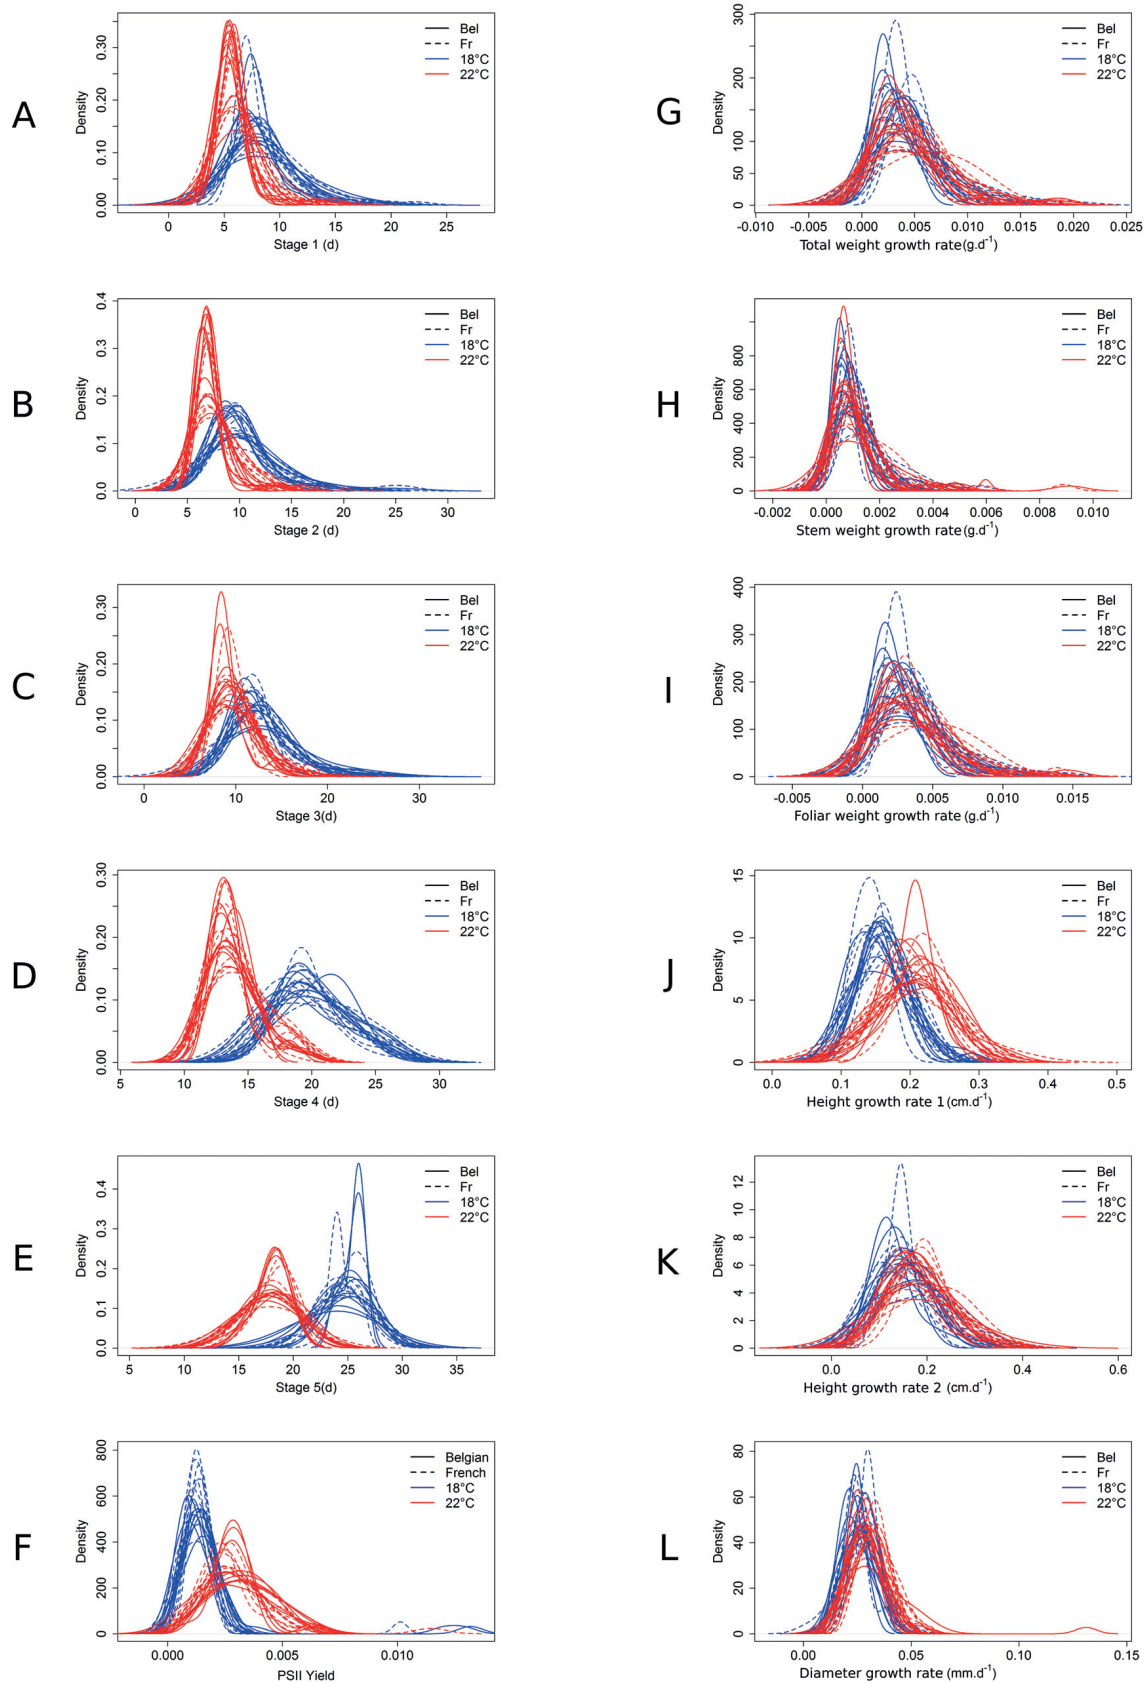 A
Density
0.30
0.20
0.10
0.00
0 5 10 15 20 25
Stage 1 (d)
Bel
Fr
18°C
22°C
B
Density
0.4
0.3
0.2
0.1
0.0
0 5 10 15 20 25 30
Stage 2 (d)
Bel
Fr
18°C
22°C
C
Density
0.30
0.20
0.10
0.00
0 10 20 30
Stage 3(d)
Bel
Fr
18°C
22°C
D
Density
0.30
0.20
0.10
0.00
5 10 15 20 25 30
Stage 4 (d)
Bel
Fr
18°C
22°C
E
Density
0.4
0.3
0.2
0.1
0.0
5 10 15 20 25 30 35
Stage 5(d)
Bel
Fr
18°C
22°C
F
Density
800
600
400
200
0
0.000 0.005 0.010
PSII Yield
Belgian
French
18°C
22°C
G
Density
300
200
150
100
50
0
-0.010 -0.005 0.000 0.005 0.010 0.015 0.020 0.025
Total weight growth rate(g.d⁻¹)
Bel
Fr
18°C
22°C
H
Density
800
600
400
200
0
-0.002 0.000 0.002 0.004 0.006 0.008 0.010
Stem weight growth rate(g.d⁻¹)
Bel
Fr
18°C
22°C
I
Density
400
300
200
100
0
-0.005 0.000 0.005 0.010 0.015
Foliar weight growth rate (g.d⁻¹)
Bel
Fr
18°C
22°C
J
Density
15
10
5
0
0.0 0.1 0.2 0.3 0.4 0.5
Height growth rate 1 (cm.d⁻¹)
Bel
Fr
18°C
22°C
K
Density
12
10
8
6
4
2
0
0.0 0.2 0.4 0.6
Height growth rate 2 (cm.d⁻¹)
Bel
Fr
18°C
22°C
L
Density
80
60
40
20
0
0.00 0.05 0.10 0.15
Diameter growth rate (mm.d⁻¹)
Bel
Fr
18°C
22°C